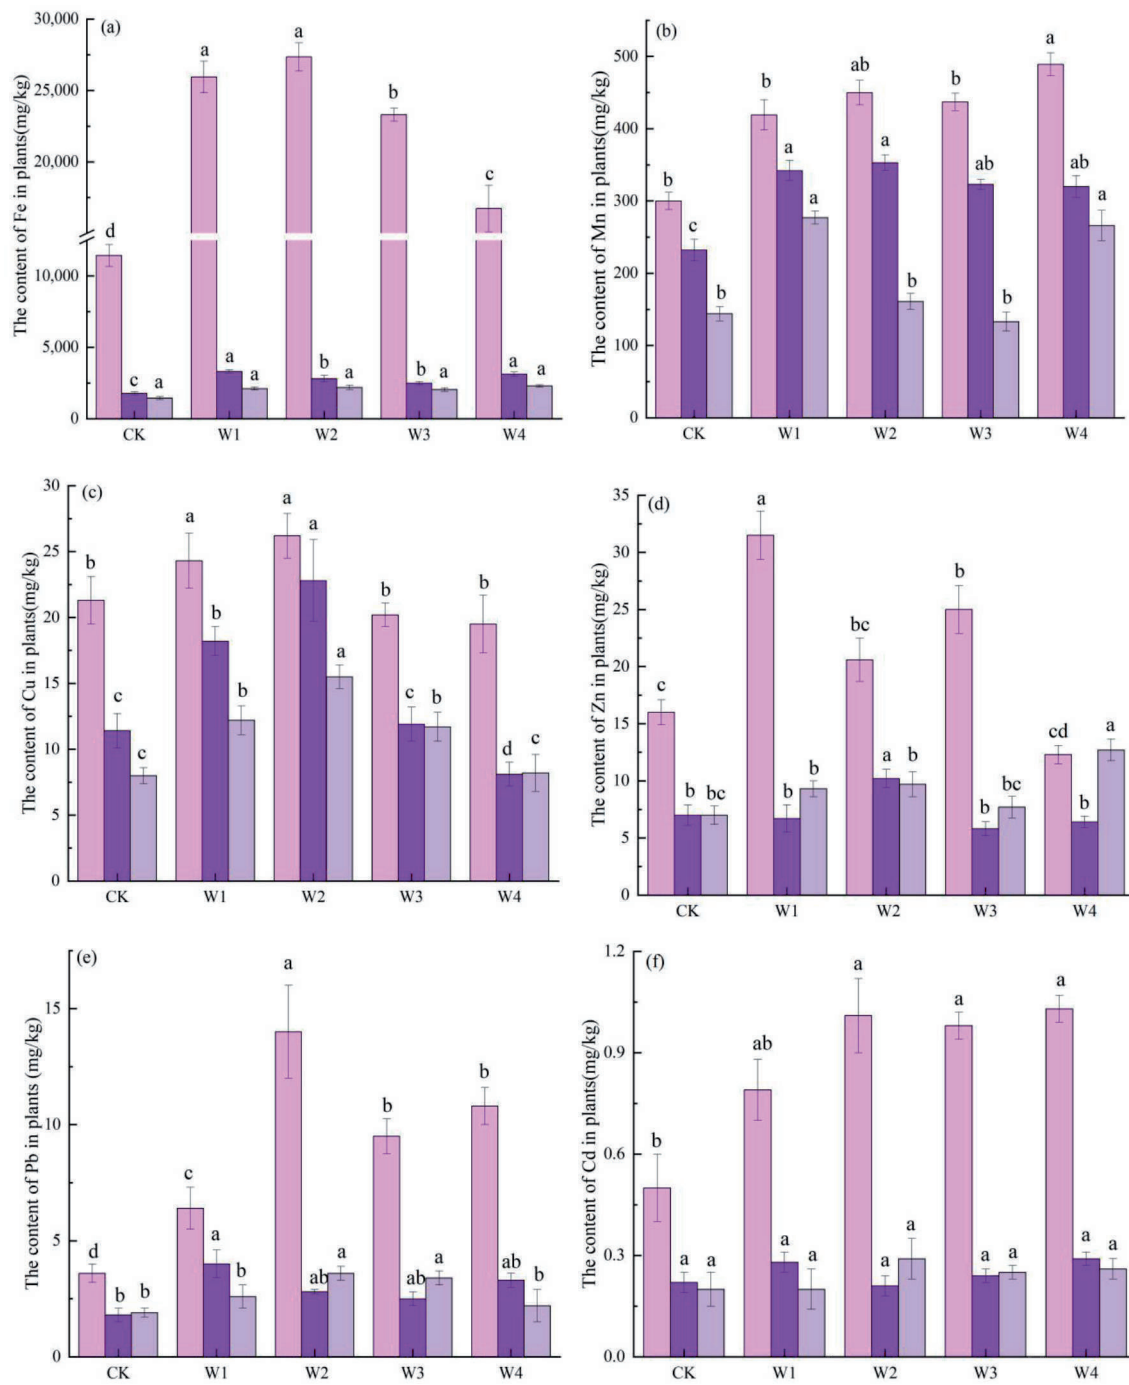 (a)
The content of Fe in plants(mg/kg)
30,000
25,000
20,000
10,000
5,000
0
d
c
a
a
a
a
a
b
a
b
b
a
c
a
a
CK
W1
W2
W3
W4
(b)
The content of Mn in plants(mg/kg)
500
400
300
200
100
0
b
c
b
b
a
a
ab
a
b
b
ab
b
a
ab
a
CK
W1
W2
W3
W4
(c)
The content of Cu in plants(mg/kg)
30
25
20
15
10
5
0
b
c
c
a
b
b
a
a
a
b
c
b
b
d
c
CK
W1
W2
W3
W4
(d)
The content of Zn in plants(mg/kg)
35
30
25
20
15
10
5
0
c
b
bc
a
b
b
bc
a
b
b
b
bc
cd
b
a
CK
W1
W2
W3
W4
(e)
The content of Pb in plants (mg/kg)
15
10
5
0
d
b
b
c
a
b
a
ab
a
b
ab
a
b
ab
b
CK
W1
W2
W3
W4
(f)
The content of Cd in plants(mg/kg)
1.2
0.9
0.6
0.3
0.0
b
a
a
ab
a
a
a
a
a
a
a
a
a
a
a
CK
W1
W2
W3
W4